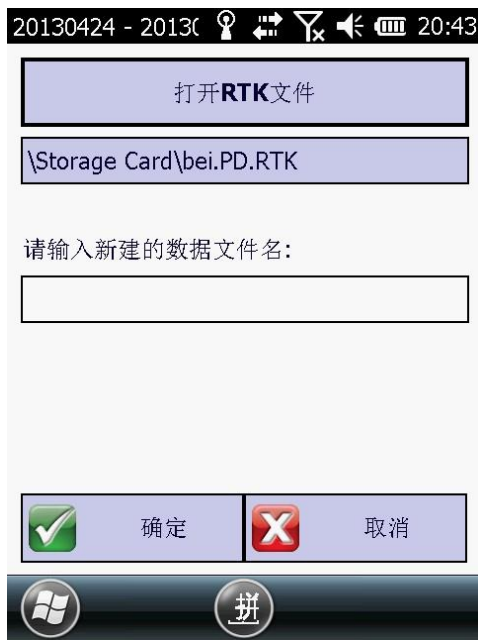 20130424 - 2013( 20:43
打开RTK文件
\Storage Card\bei.PD.RTK
请输入新建的数据文件名:
确定 取消
拼